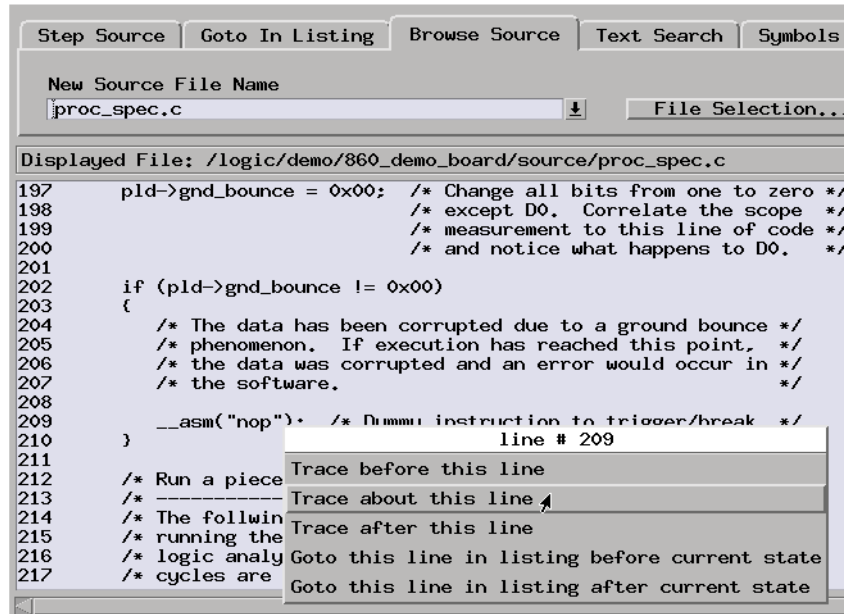 Step Source Goto In Listing Browse Source Text Search Symbols
New Source File Name
proc_spec.c File Selection...
Displayed File: /logic/demo/860_demo_board/source/proc_spec.c
197 pld->gnd_bounce = 0x00; /* Change all bits from one to zero */
198 /* except D0. Correlate the scope */
199 /* measurement to this line of code */
200 /* and notice what happens to D0. */
201
202 if (pld->gnd_bounce != 0x00)
203 {
204 /* The data has been corrupted due to a ground bounce */
205 /* phenomenon. If execution has reached this point, */
206 /* the data was corrupted and an error would occur in */
207 /* the software. */
208
209 __asm("nop"); /* Dummy instruction to trigger/break */
210 }
211
212 /* Run a piece
213 /* -----------
214 /* The follwin
215 /* running the
216 /* logic analy
217 /* cycles are
line # 209
Trace before this line
Trace about this line
Trace after this line
Goto this line in listing before current state
Goto this line in listing after current state